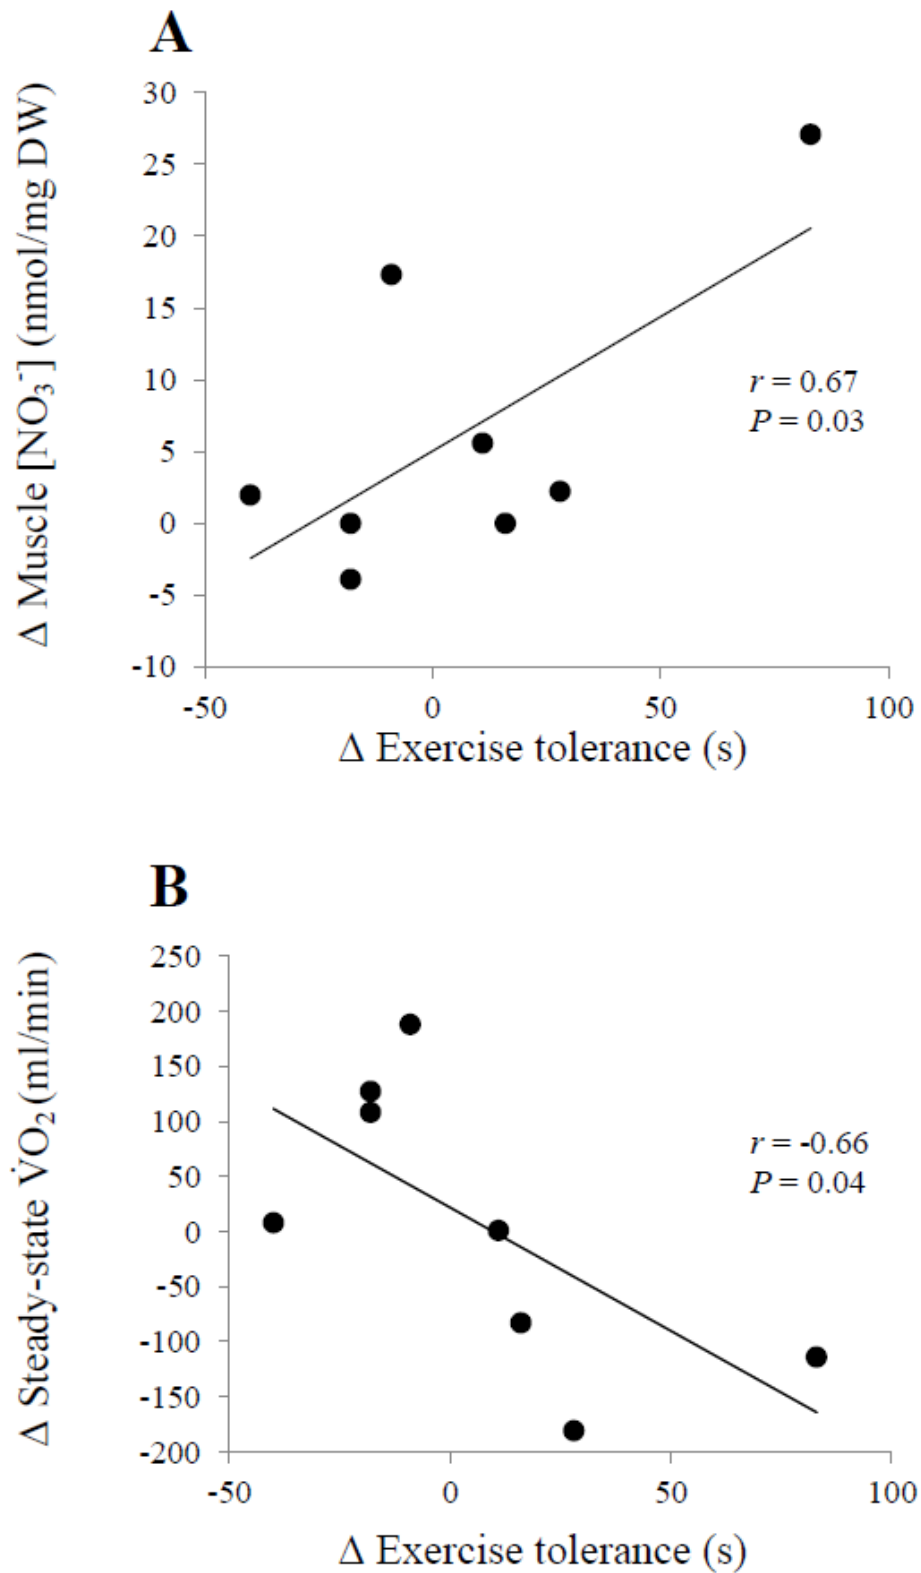 A
Δ Muscle [NO₃⁻] (nmol/mg DW)
30
25
20
15
10
5
0
-5
-10
r = 0.67
P = 0.03
-50 0 50 100
Δ Exercise tolerance (s)
B
Δ Steady-state V̇O₂ (ml/min)
250
200
150
100
50
0
-50
-100
-150
-200
r = -0.66
P = 0.04
-50 0 50 100
Δ Exercise tolerance (s)